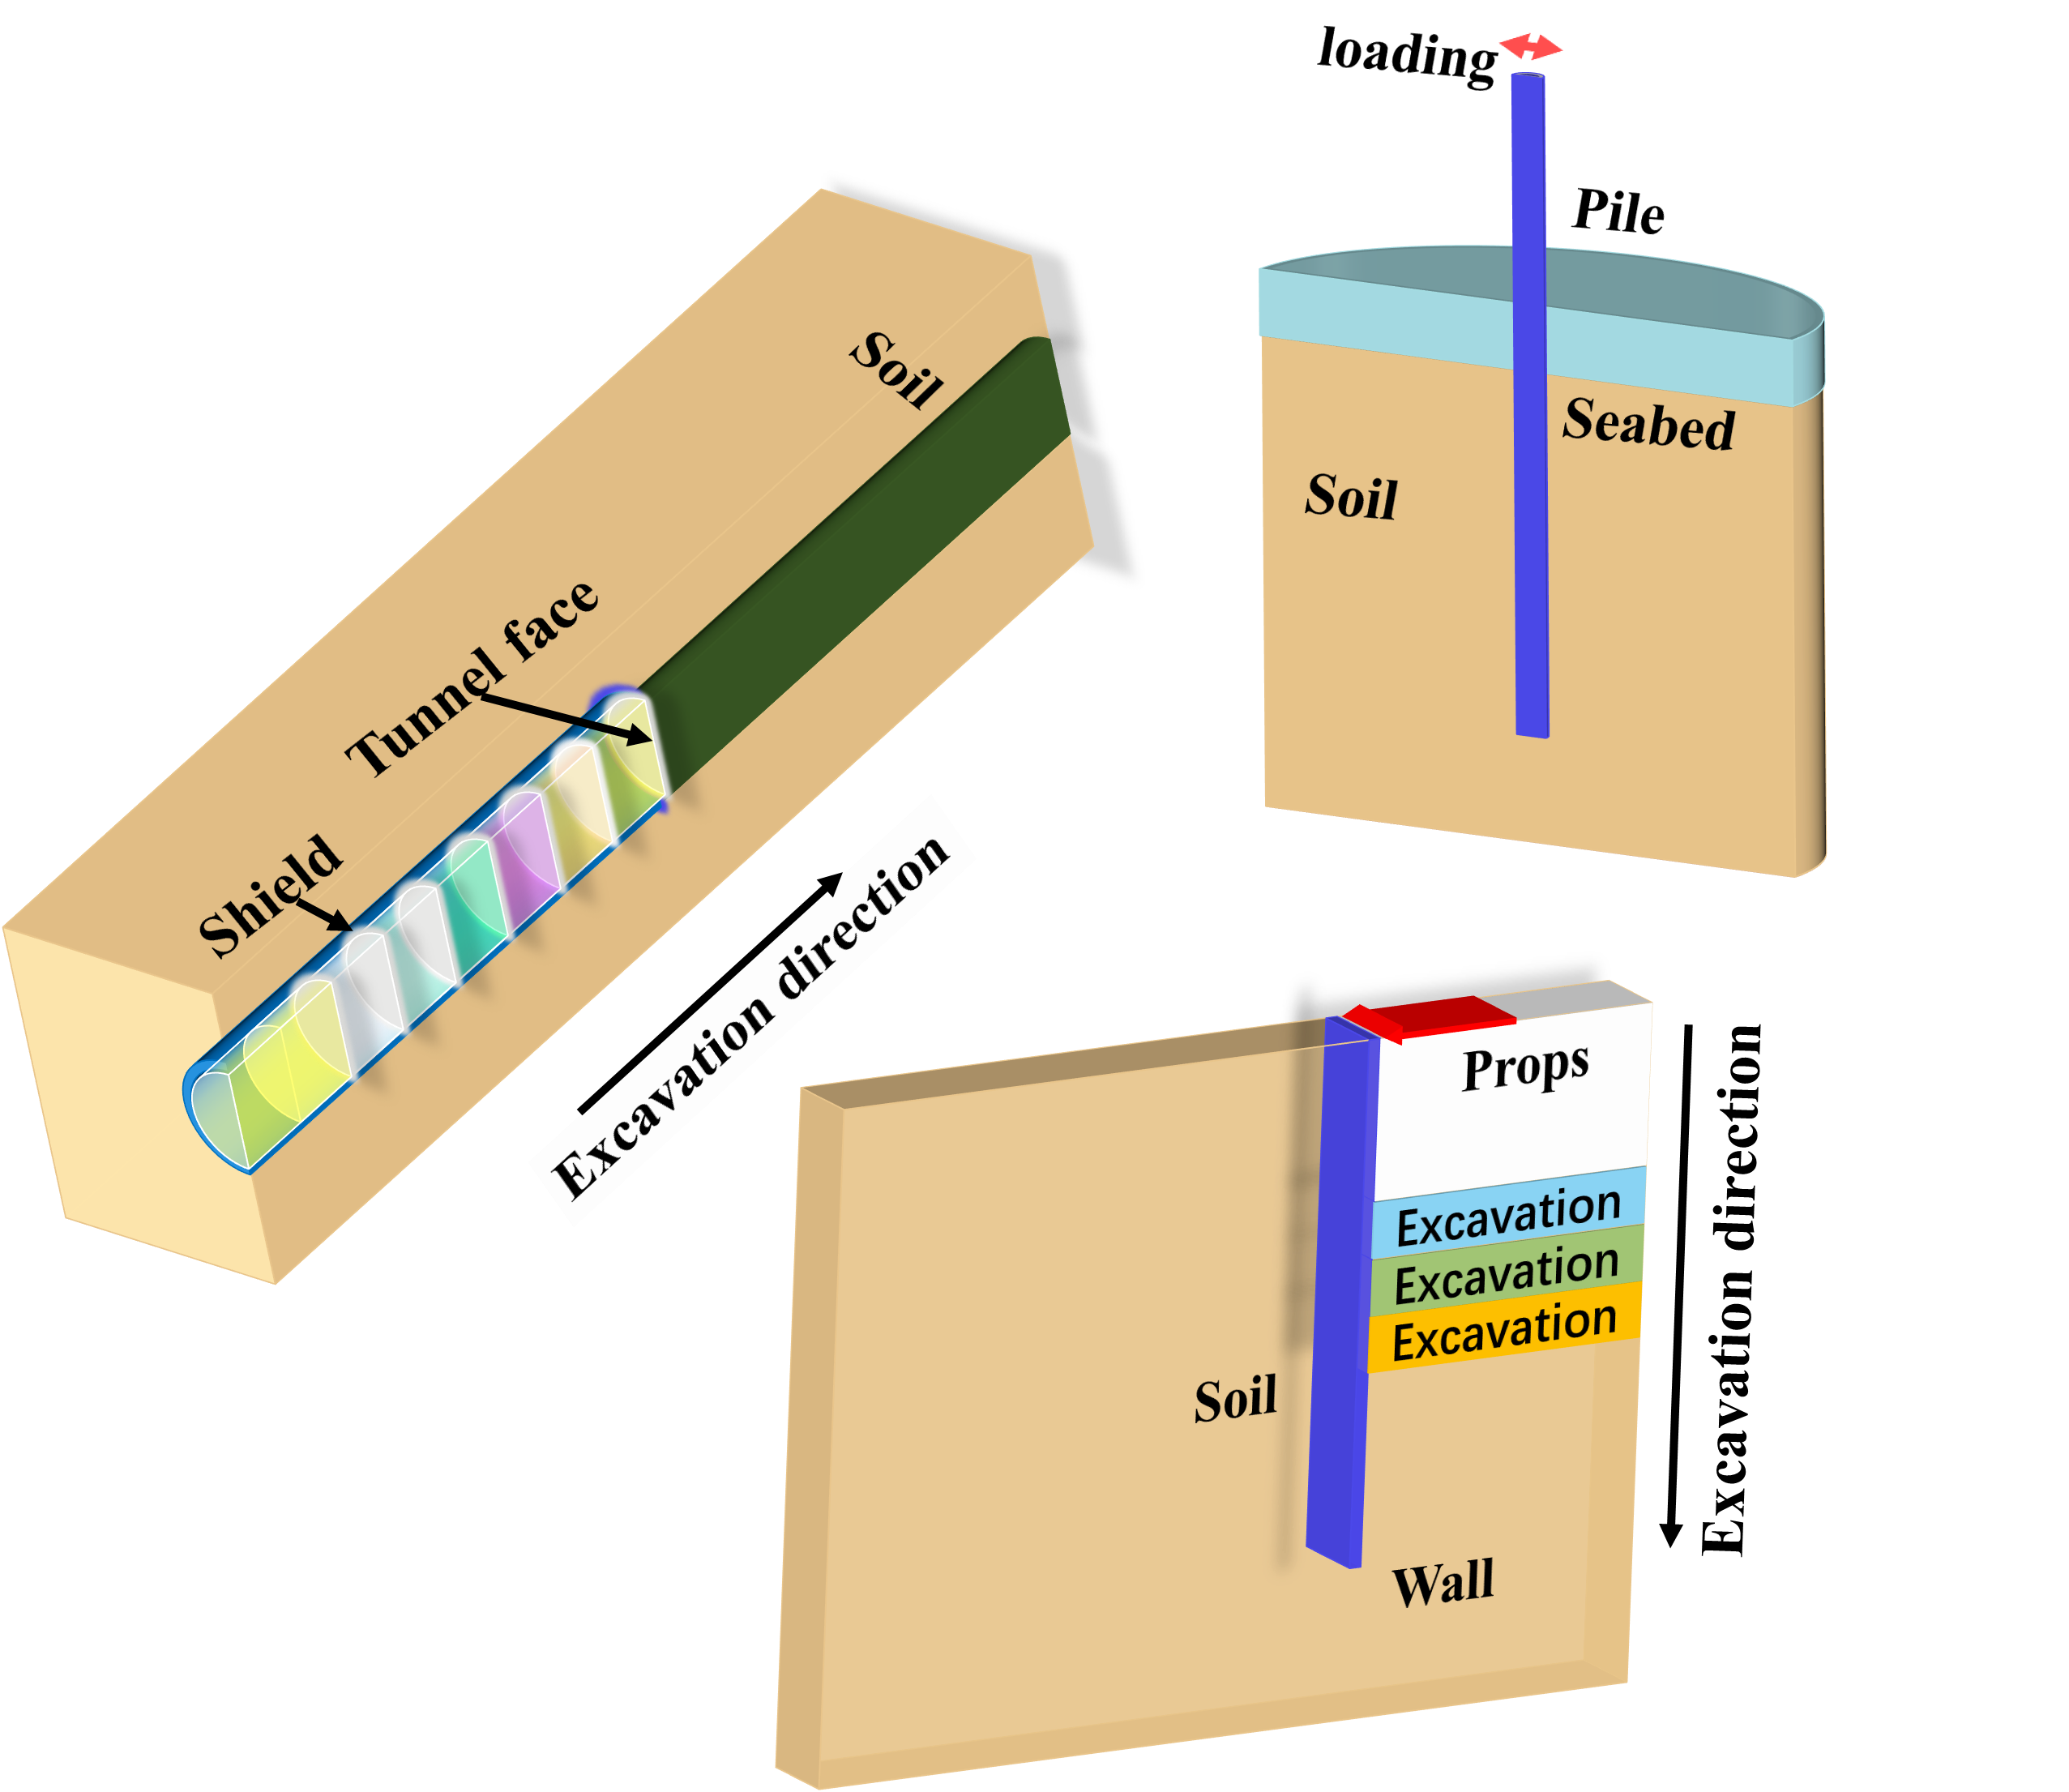 loading
Pile
Seabed
Soil
Soil
Tunnel face
Shield
Excavation direction
Props
Excavation
Excavation
Excavation
Soil
Wall
Excavation direction